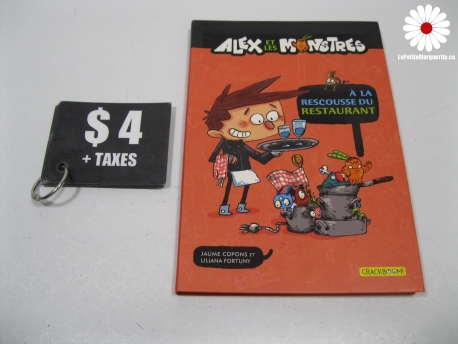 LaPetiteMarguerite.ca
ALEX ET LES MONSTRES
À LA
RESCOUSSE DU
RESTAURANT
$ 4
+ TAXES
JAUME COPONS ET
LILIANA FORTUNY
CRACKBOOM!